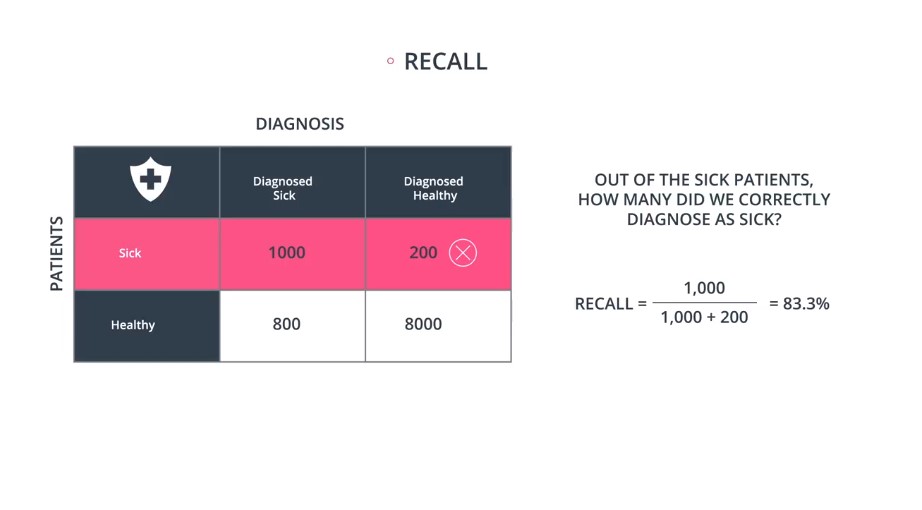 RECALL
DIAGNOSIS
PATIENTS
Diagnosed
Sick
Diagnosed
Healthy
Sick 1000 200
Healthy 800 8000
OUT OF THE SICK PATIENTS,
HOW MANY DID WE CORRECTLY
DIAGNOSE AS SICK?
RECALL = 1,000
1,000 + 200
= 83.3%